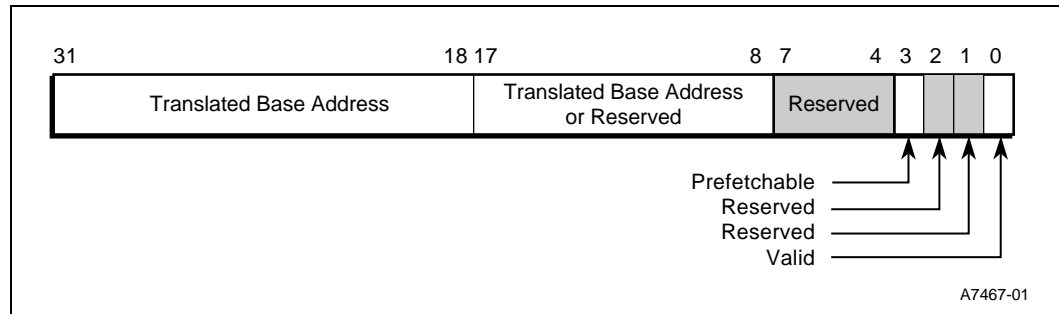 31 18 17 8 7 4 3 2 1 0
Translated Base Address
Translated Base Address
or Reserved
Reserved
Prefetchable
Reserved
Reserved
Valid
A7467-01